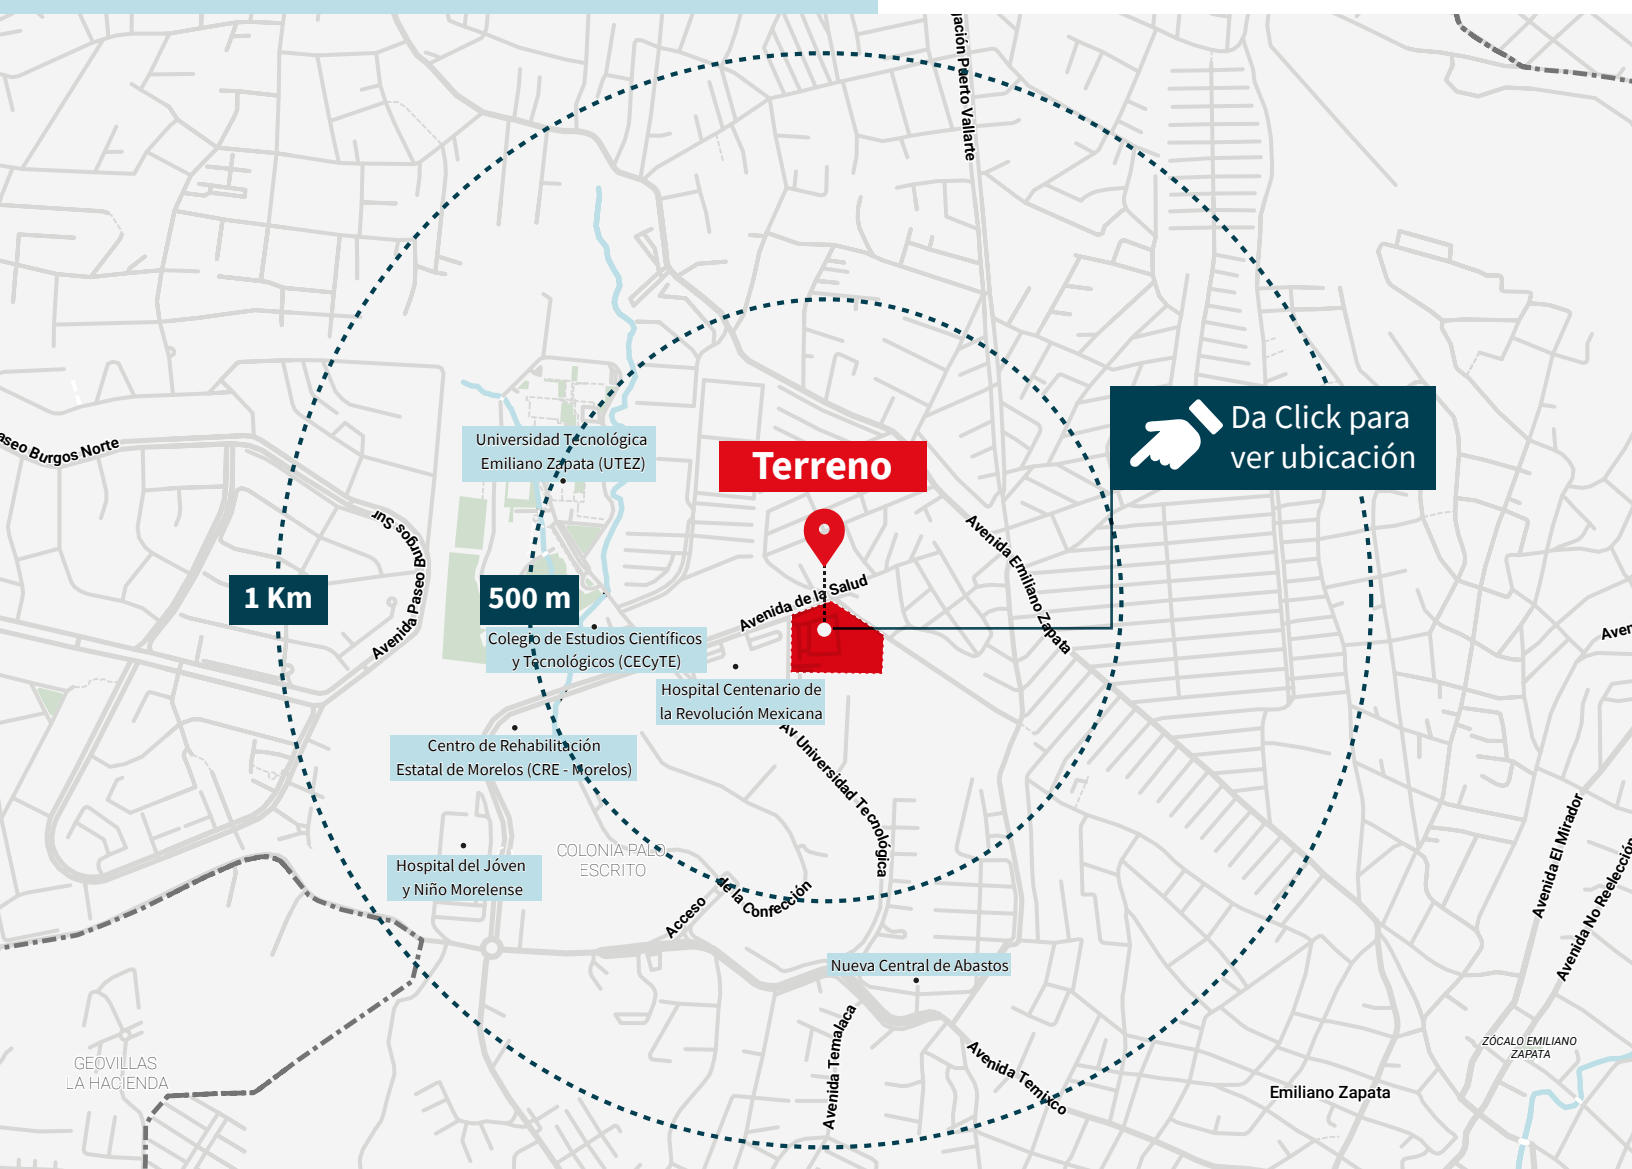 gación Puerto Vallarte
Da Click para
ver ubicación
Universidad Tecnológica
Emiliano Zapata (UTEZ)
Terreno
aseo Burgos Norte
Avenida Paseo Burgos Sur
Avenida Emiliano Zapata
1 Km
500 m
Avenida de la Salud
Colegio de Estudios Científicos
y Tecnológicos (CECyTE)
Aven
Hospital Centenario de
la Revolución Mexicana
Av Universidad Tecnológica
Centro de Rehabilitación
Estatal de Morelos (CRE - Morelos)
COLONIA PALO
ESCRITO
Hospital del Jóven
y Niño Morelense
Acceso de la Confección
Avenida El Mirador
Avenida No Reelección
Nueva Central de Abastos
Avenida Temalaca
Avenida Temixco
GEOVILLAS
LA HACIENDA
ZÓCALO EMILIANO
ZAPATA
Emiliano Zapata